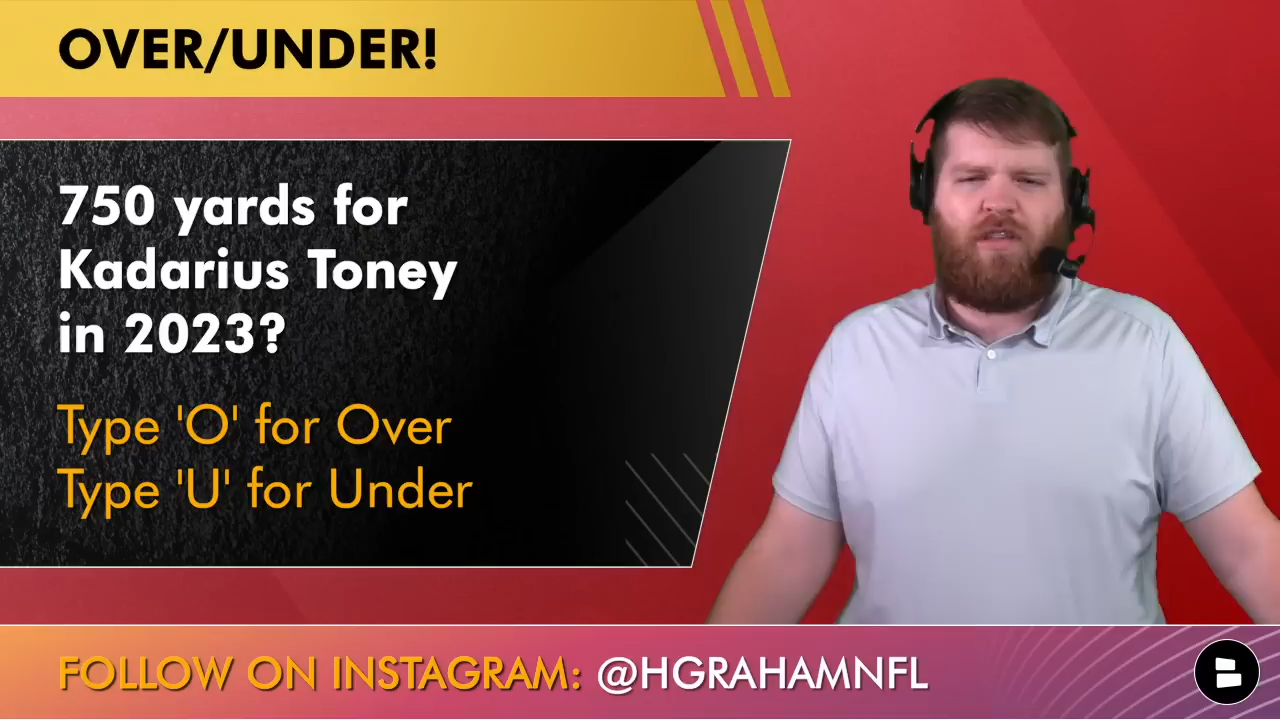 OVER/UNDER!
750 yards for
Kadarius Toney
in 2023?
Type 'O' for Over
Type 'U' for Under
FOLLOW ON INSTAGRAM: @HGRAHAMNFL